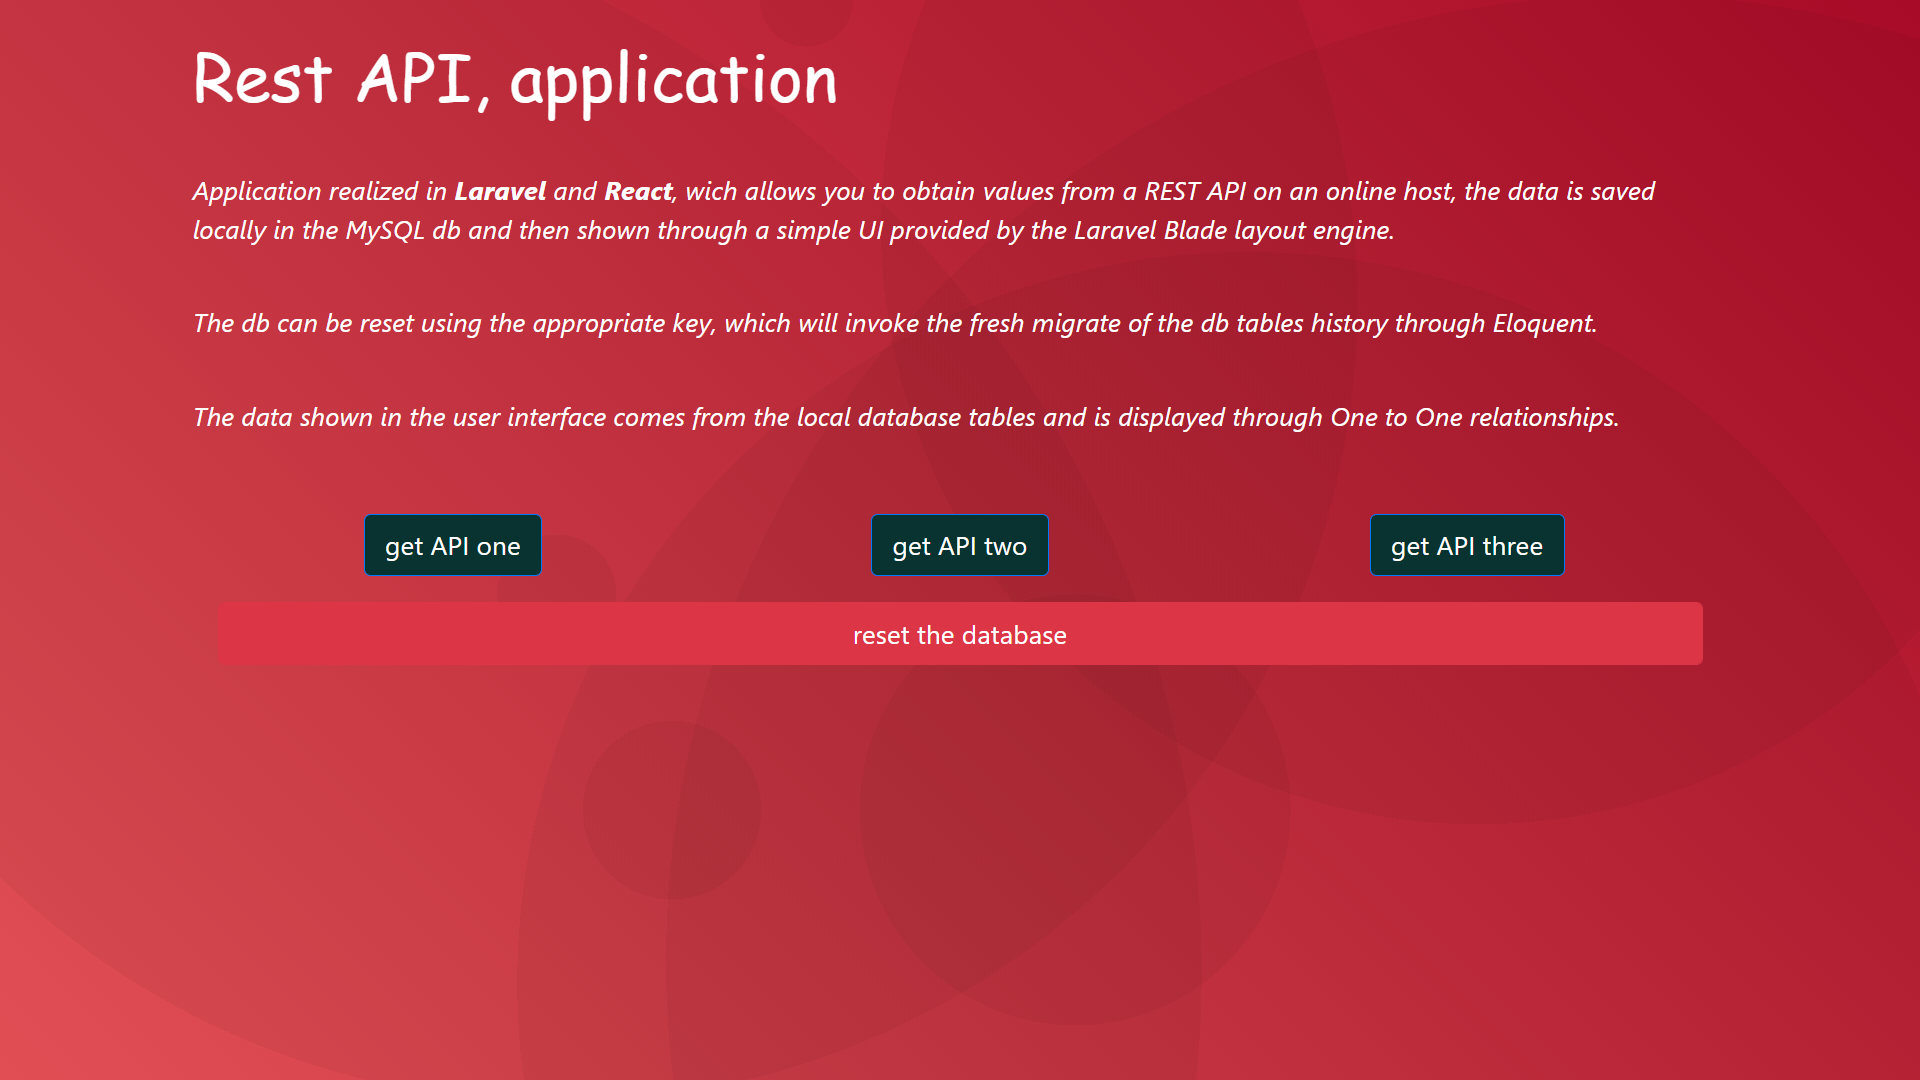 Rest API, application
Application realized in Laravel and React, wich allows you to obtain values from a REST API on an online host, the data is saved
locally in the MySQL db and then shown through a simple UI provided by the Laravel Blade layout engine.
The db can be reset using the appropriate key, which will invoke the fresh migrate of the db tables history through Eloquent.
The data shown in the user interface comes from the local database tables and is displayed through One to One relationships.
get API one
get API two
get API three
reset the database